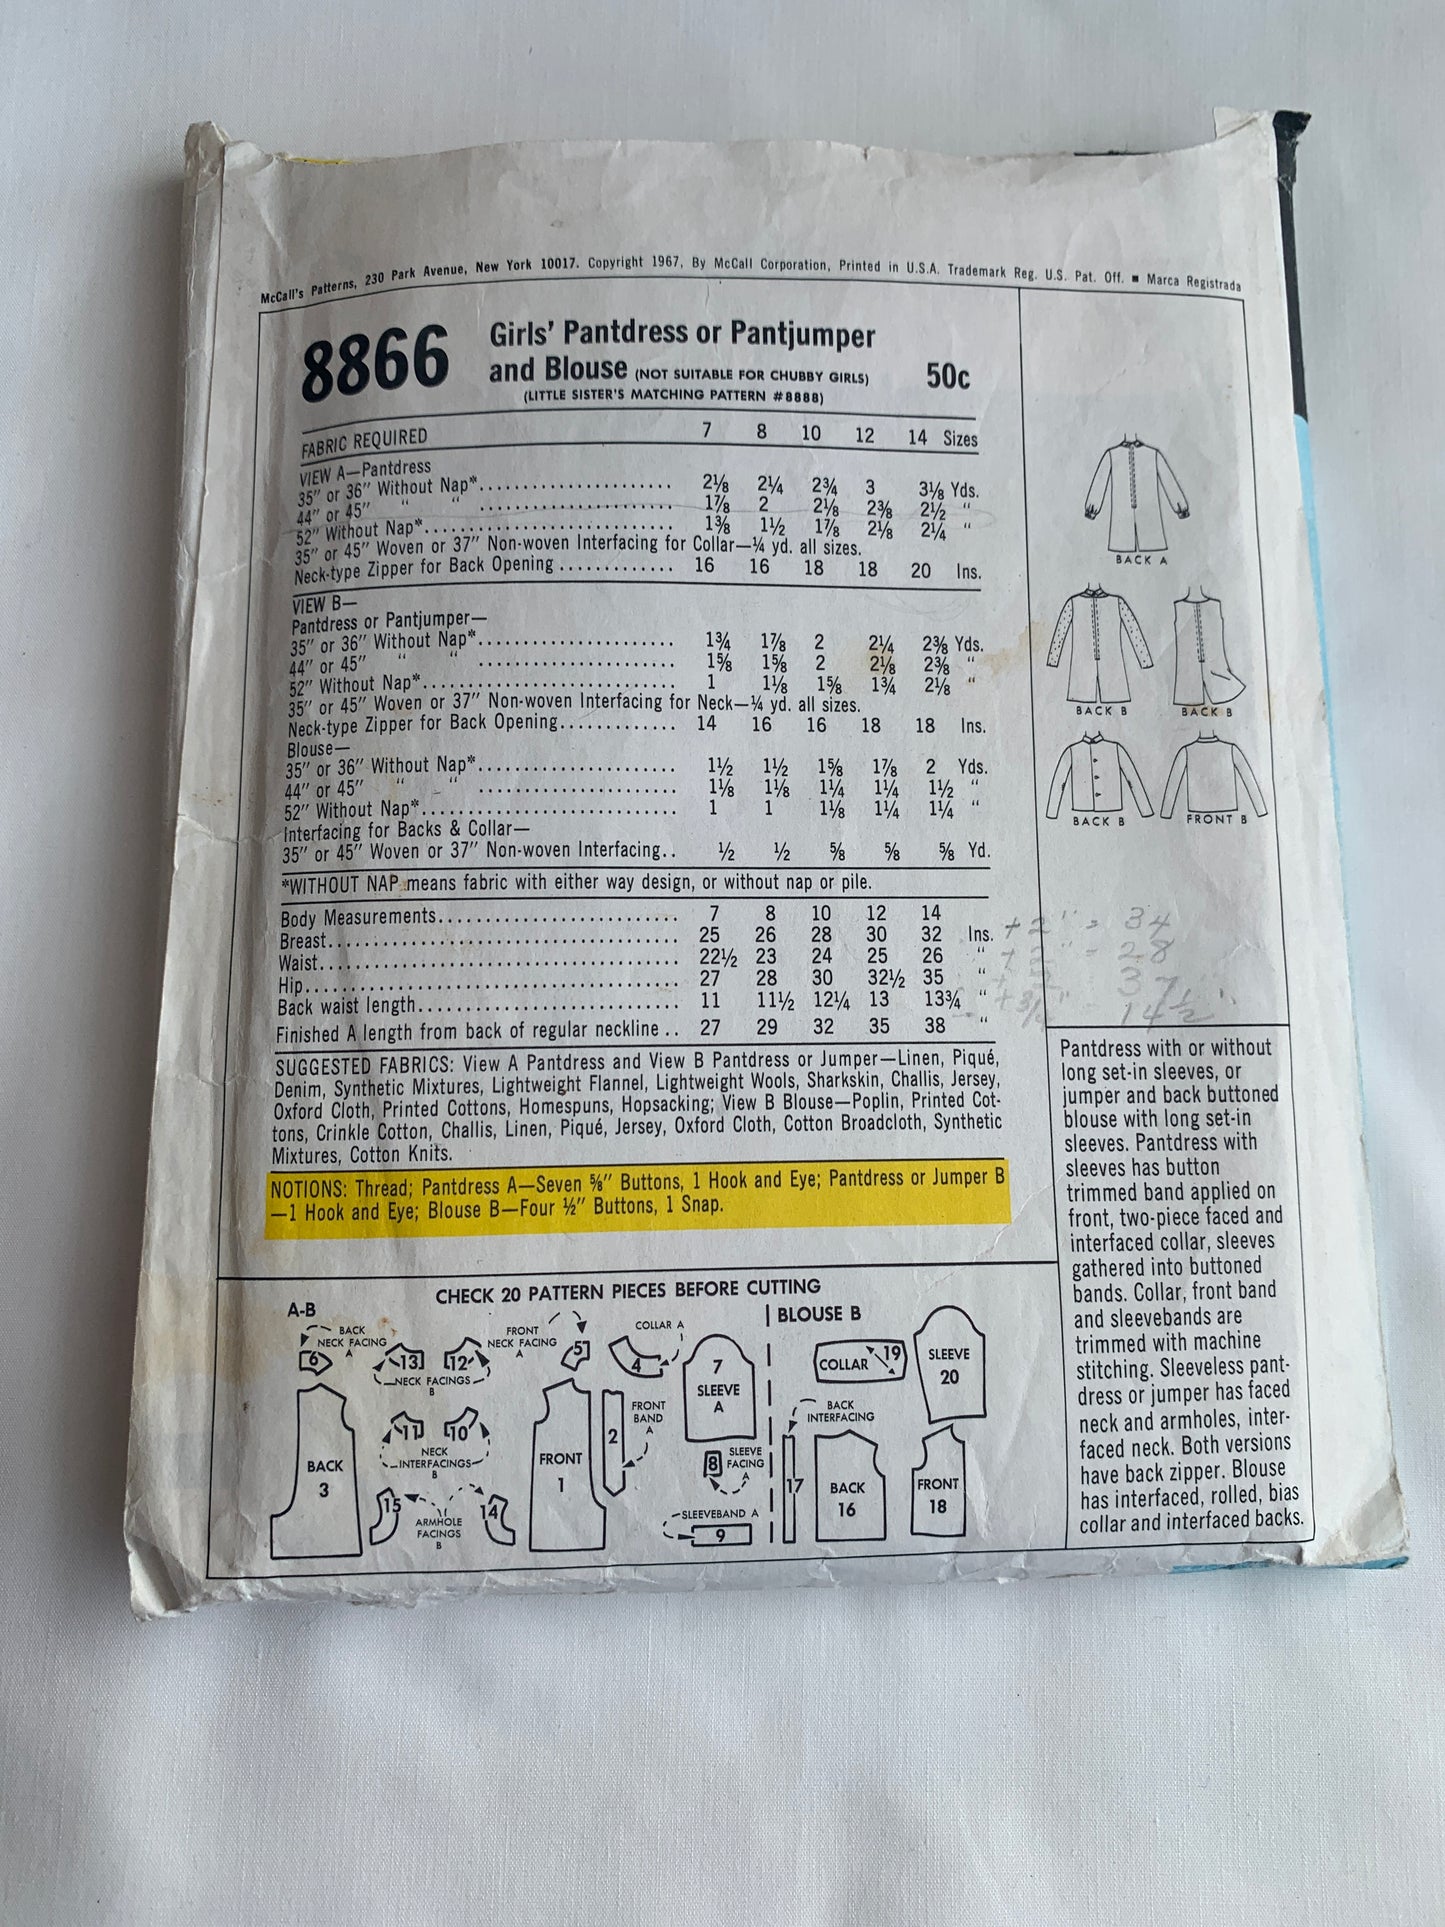 McCall's Patterns, 230 Park Avenue, New York 10017. Copyright 1967, By McCall Corporation, Printed in U.S.A. Trademark Reg. U.S. Pat. Off. ■ Marca Registrada
8866
Girls' Pantdress or Pantjumper
and Blouse (NOT SUITABLE FOR CHUBBY GIRLS) 50c
(LITTLE SISTER'S MATCHING PATTERN #8888)
FABRIC REQUIRED 7 8 10 12 14 Sizes
VIEW A—Pantdress
35" or 36" Without Nap*...................... 2⅛ 2¼ 2¾ 3 3⅛ Yds.
44" or 45" " " ...................... 1⅞ 2 2⅛ 2⅜ 2½ "
52" Without Nap*............................ 1⅜ 1½ 1⅞ 2⅛ 2¼ "
35" or 45" Woven or 37" Non-woven Interfacing for Collar—¼ yd. all sizes.
Neck-type Zipper for Back Opening ............. 16 16 18 18 20 Ins.
VIEW B—
Pantdress or Pantjumper—
35" or 36" Without Nap*....................... 1¾ 1⅞ 2 2¼ 2⅜ Yds.
44" or 45" " " ....................... 1⅝ 1⅝ 2 2⅛ 2⅜ "
52" Without Nap*............................. 1 1⅛ 1⅝ 1¾ 2⅛ "
35" or 45" Woven or 37" Non-woven Interfacing for Neck—¼ yd. all sizes.
Neck-type Zipper for Back Opening............. 14 16 16 18 18 Ins.
Blouse—
35" or 36" Without Nap*....................... 1½ 1½ 1⅝ 1⅞ 2 Yds.
44" or 45" " " ....................... 1⅛ 1⅛ 1¼ 1¼ 1½ "
52" Without Nap*.............................. 1 1 1⅛ 1¼ 1¼ "
Interfacing for Backs & Collar—
35" or 45" Woven or 37" Non-woven Interfacing.. ½ ½ ⅝ ⅝ ⅝ Yd.
*WITHOUT NAP means fabric with either way design, or without nap or pile.
Body Measurements........................... 7 8 10 12 14
Breast....................................... 25 26 28 30 32 Ins. +2" = 34
Waist........................................ 22½ 23 24 25 26 " +2" = 28
Hip.......................................... 27 28 30 32½ 35 " 37
Back waist length............................. 11 11½ 12¼ 13 13¾ " 14½"
Finished A length from back of regular neckline .. 27 29 32 35 38 "
SUGGESTED FABRICS: View A Pantdress and View B Pantdress or Jumper—Linen, Piqué,
Denim, Synthetic Mixtures, Lightweight Flannel, Lightweight Wools, Sharkskin, Challis, Jersey,
Oxford Cloth, Printed Cottons, Homespuns, Hopsacking; View B Blouse—Poplin, Printed Cot-
tons, Crinkle Cotton, Challis, Linen, Piqué, Jersey, Oxford Cloth, Cotton Broadcloth, Synthetic
Mixtures, Cotton Knits.
NOTIONS: Thread; Pantdress A—Seven ⅝" Buttons, 1 Hook and Eye; Pantdress or Jumper B
—1 Hook and Eye; Blouse B—Four ½" Buttons, 1 Snap.
BACK A
BACK B BACK B
BACK B FRONT B
Pantdress with or without
long set-in sleeves, or
jumper and back buttoned
blouse with long set-in
sleeves. Pantdress with
sleeves has button
trimmed band applied on
front, two-piece faced and
interfaced collar, sleeves
gathered into buttoned
bands. Collar, front band
and sleevebands are
trimmed with machine
stitching. Sleeveless pant-
dress or jumper has faced
neck and armholes, inter-
faced neck. Both versions
have back zipper. Blouse
has interfaced, rolled, bias
collar and interfaced backs.
CHECK 20 PATTERN PIECES BEFORE CUTTING
A-B
BACK
NECK FACING
A
6
13 12
NECK FACINGS
B
FRONT
NECK FACING
A
5
COLLAR A
4
7
SLEEVE
A
BACK
3
11 10
NECK
INTERFACINGS
B
15 14
ARMHOLE
FACINGS
B
FRONT
1
2
FRONT
BAND
A
8
SLEEVE
FACING
A
SLEEVEBAND A
9
BLOUSE B
COLLAR 19
SLEEVE
20
BACK
INTERFACING
17
BACK
16
FRONT
18